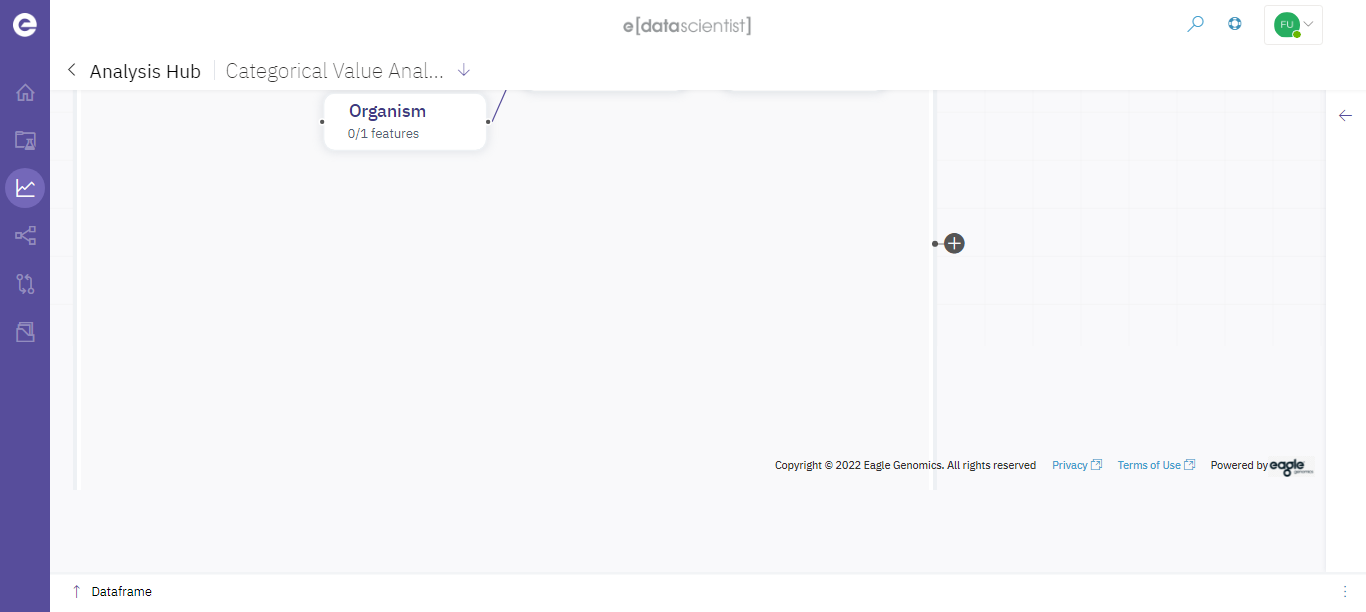 e
e[datascientist]
FU
Analysis Hub
Categorical Value Anal...
Organism
0/1 features
Copyright © 2022 Eagle Genomics. All rights reserved Privacy Terms of Use Powered by eagle genomics
Dataframe